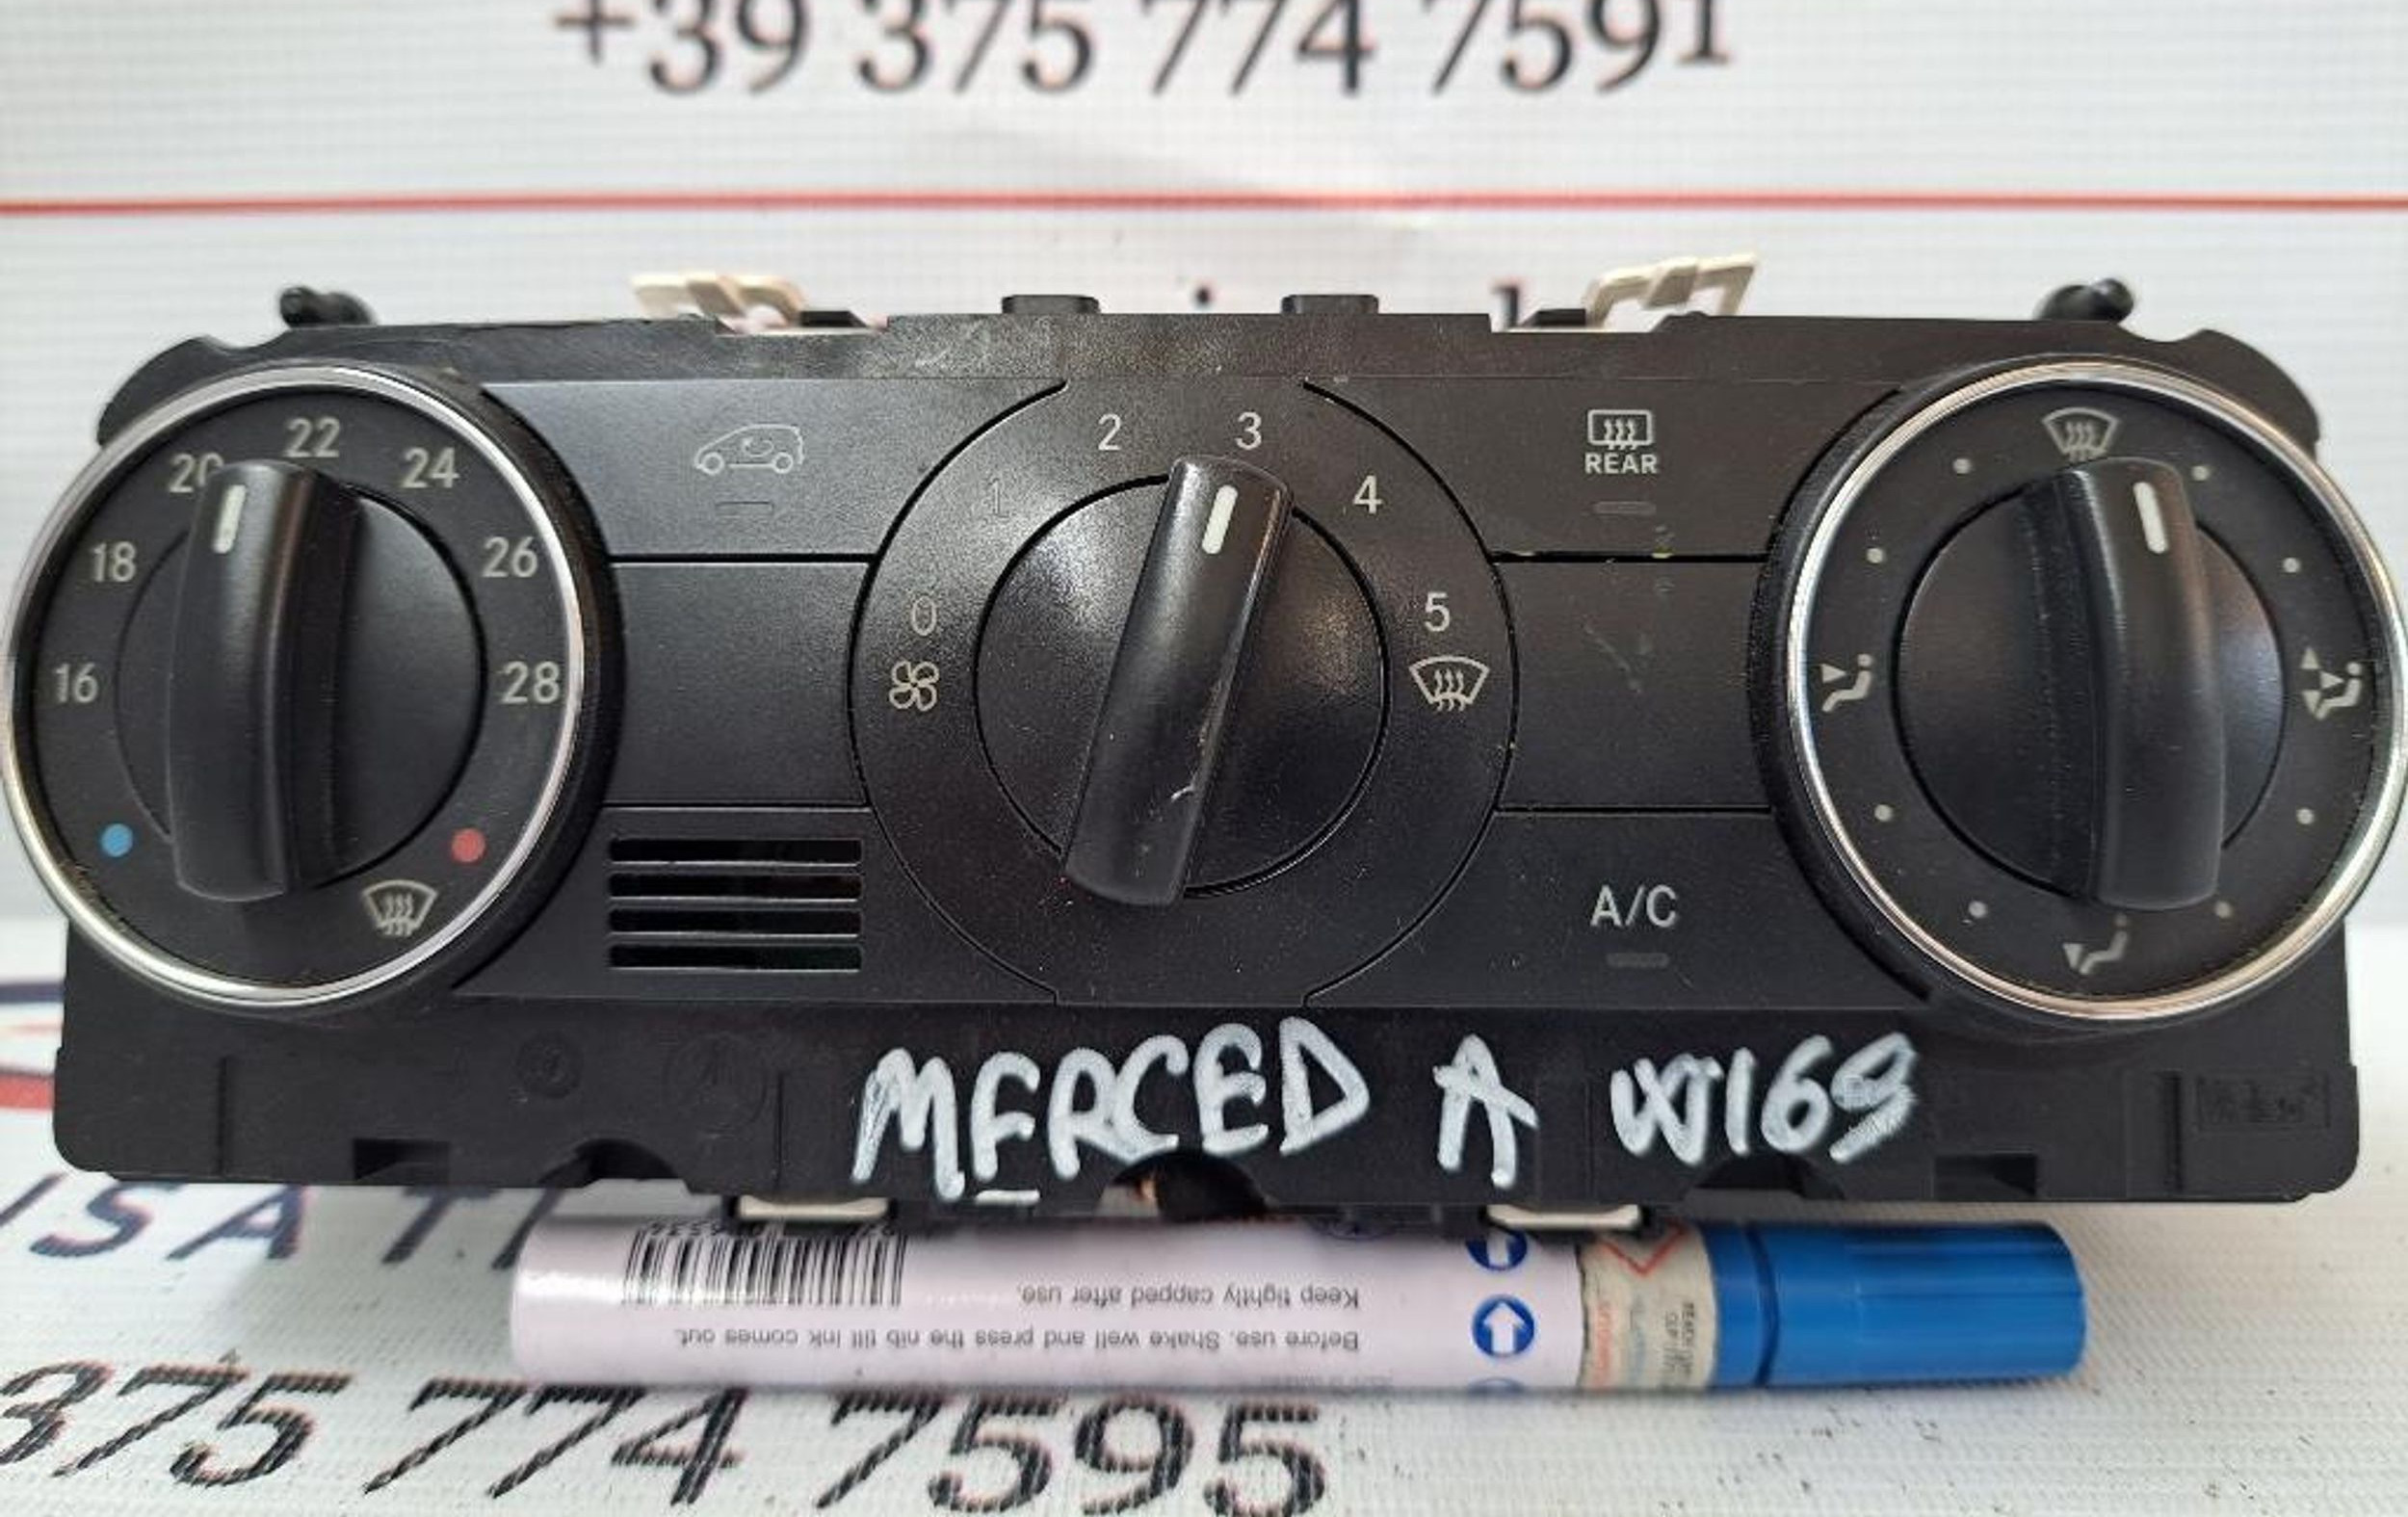 +39 375 774 7591
22
20 24
18 26
16 28
2 3
1 4
0 5
REAR
A/C
MERCED A W169
Keep tightly capped after use.
Before use, Shake well and press the nib till ink comes out.
375 774 7595